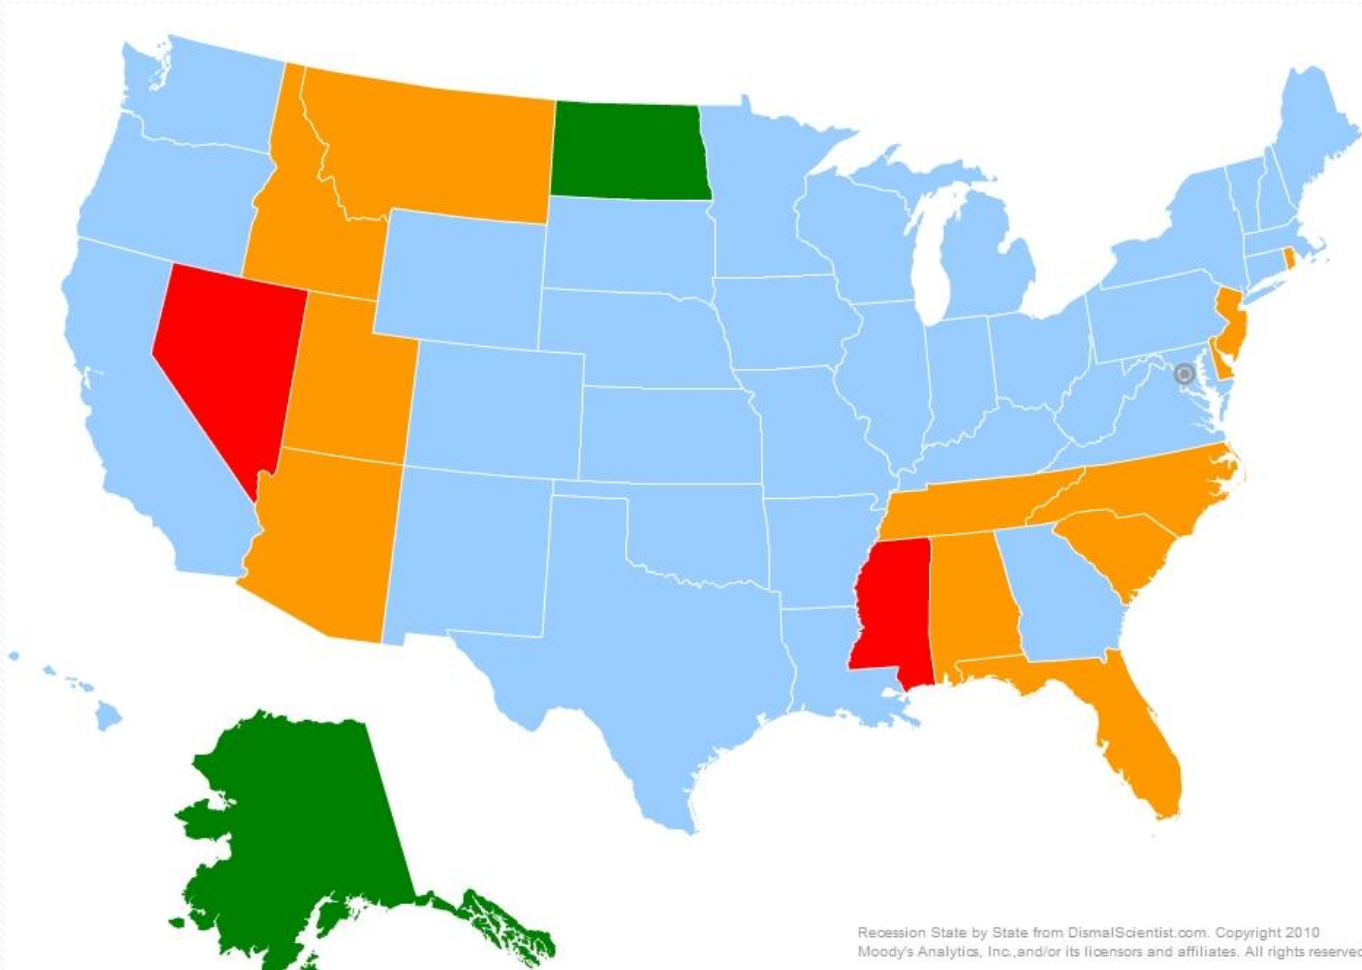 Recession State by State from DismalScientist.com. Copyright 2010
Moody's Analytics, Inc.,and/or its licensors and affiliates. All rights reserved